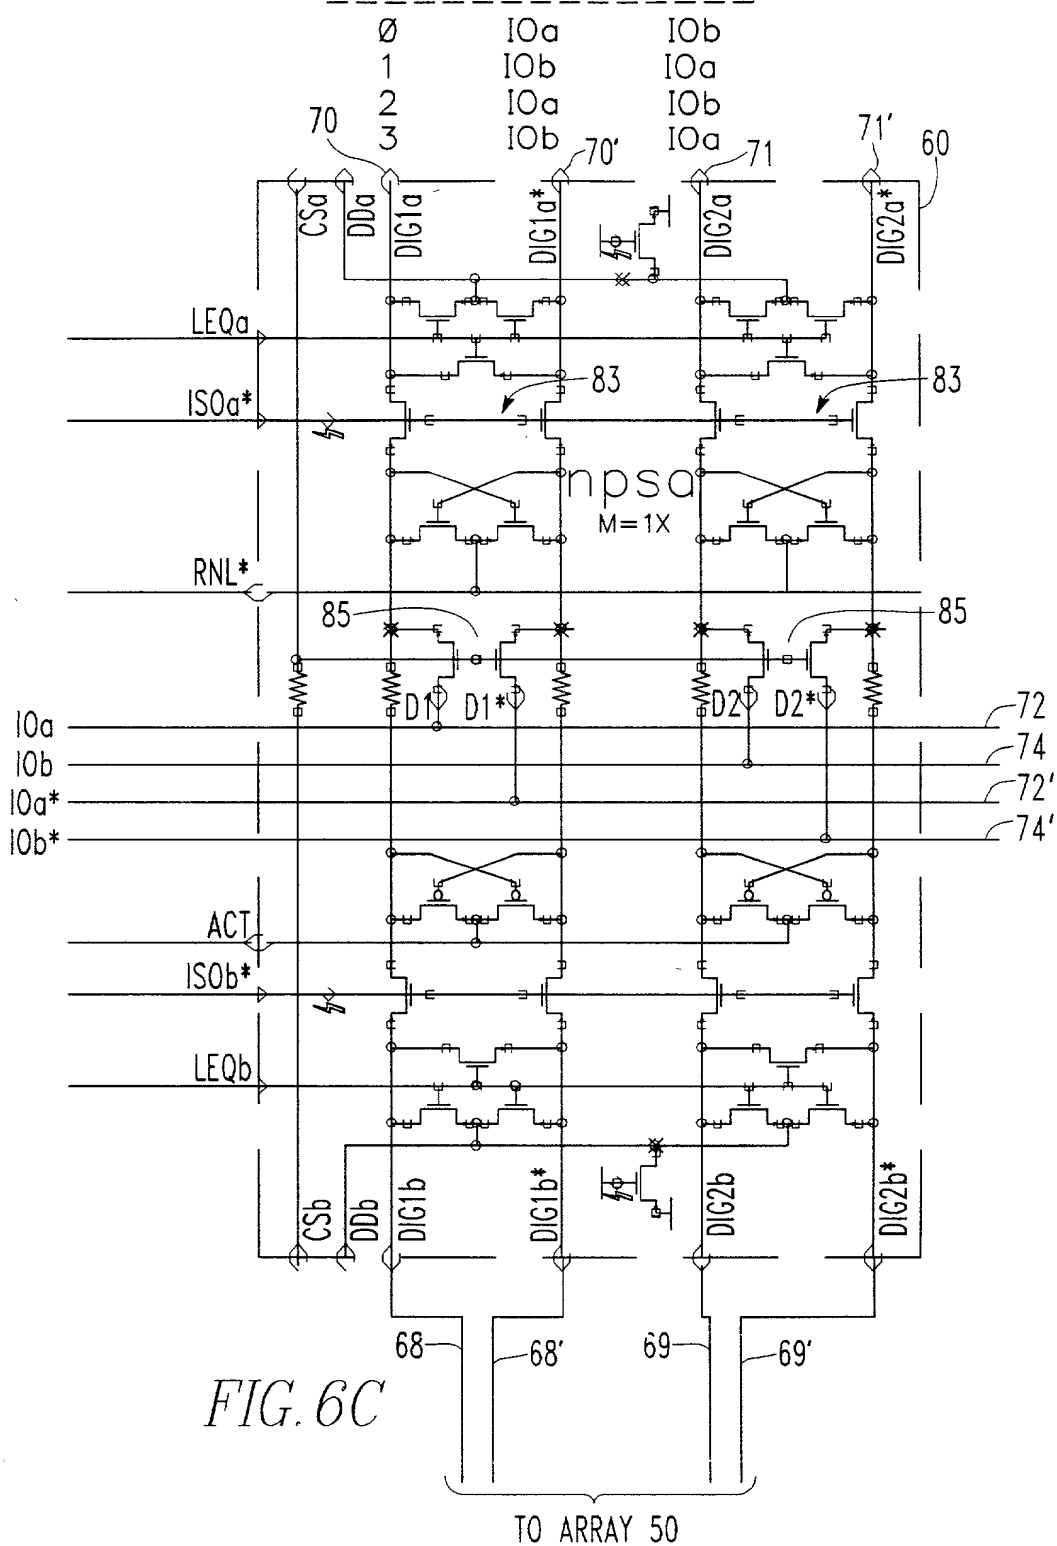 Ø IOa IOb
1 IOb IOa
2 IOa IOb
3 IOb IOa
70 70' 71 71' 60
CSa DDa DIG1a DIG1a* DIG2a DIG2a*
LEQa
83 83
ISOa*
npsa
M=1X
RNL*
85 85
D1 D1* D2 D2*
IOa 72
IOb 74
IOa* 72'
IOb* 74'
ACT
ISOb*
LEQb
CSb DDb DIG1b DIG1b* DIG2b DIG2b*
68 68' 69 69'
FIG. 6C
TO ARRAY 50